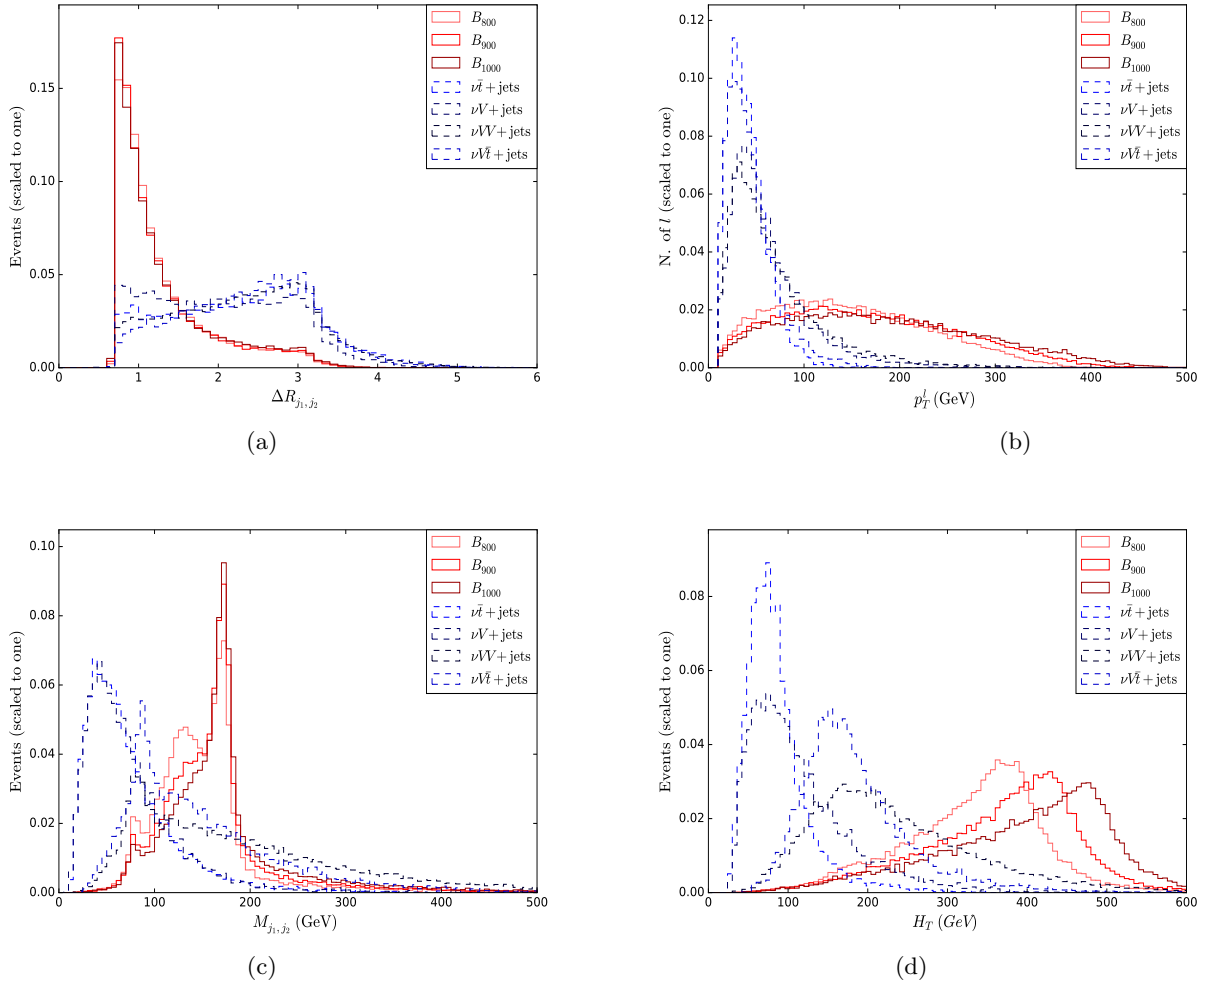 B₈₀₀
B₉₀₀
B₁₀₀₀
νt̄ + jets
νV + jets
νVV + jets
νVt̄ + jets
Events (scaled to one)
0.15
0.10
0.05
0.00
0 1 2 3 4 5 6
ΔR_{j₁,j₂}
(a)
B₈₀₀
B₉₀₀
B₁₀₀₀
νt̄ + jets
νV + jets
νVV + jets
νVt̄ + jets
N. of l (scaled to one)
0.12
0.10
0.08
0.06
0.04
0.02
0.00
0 100 200 300 400 500
p_T^l (GeV)
(b)
B₈₀₀
B₉₀₀
B₁₀₀₀
νt̄ + jets
νV + jets
νVV + jets
νVt̄ + jets
Events (scaled to one)
0.10
0.08
0.06
0.04
0.02
0.00
0 100 200 300 400 500
M_{j₁,j₂} (GeV)
(c)
B₈₀₀
B₉₀₀
B₁₀₀₀
νt̄ + jets
νV + jets
νVV + jets
νVt̄ + jets
Events (scaled to one)
0.08
0.06
0.04
0.02
0.00
0 100 200 300 400 500 600
H_T (GeV)
(d)